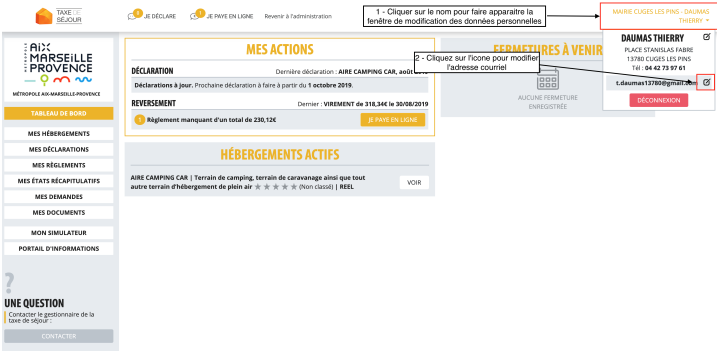 TAXE DE
SÉJOUR
JE DÉCLARE
JE PAYE EN LIGNE
Revenir à l'administration
1 - Cliquer sur le nom pour faire apparaitre la
fenêtre de modification des données personnelles
MAIRIE CUGES LES PINS - DAUMAS
THIERRY
AiX
MARSEiLLE
PROVENCE
MÉTROPOLE AIX-MARSEILLE-PROVENCE
TABLEAU DE BORD
MES HÉBERGEMENTS
MES DÉCLARATIONS
MES RÈGLEMENTS
MES ÉTATS RÉCAPITULATIFS
MES DEMANDES
MES DOCUMENTS
MON SIMULATEUR
PORTAIL D'INFORMATIONS
?
UNE QUESTION
Contacter le gestionnaire de la
taxe de séjour :
CONTACTER
MES ACTIONS
DÉCLARATION
Dernière déclaration : AIRE CAMPING CAR, août
Déclarations à jour. Prochaine déclaration à faire à partir du 1 octobre 2019.
REVERSEMENT
Dernier : VIREMENT de 318,34€ le 30/08/2019
! Règlement manquant d'un total de 230,12€
JE PAYE EN LIGNE
HÉBERGEMENTS ACTIFS
AIRE CAMPING CAR | Terrain de camping, terrain de caravanage ainsi que tout
autre terrain d'hébergement de plein air ★ ★ ★ ★ ★ (Non classé) | REEL
VOIR
FERMETURES À VENIR
2 - Cliquez sur l'icone pour modifier
l'adresse courriel
AUCUNE FERMETURE
ENREGISTRÉE
DAUMAS THIERRY
PLACE STANISLAS FABRE
13780 CUGES LES PINS
Tél : 04 42 73 97 61
t.daumas13780@gmail.com
DÉCONNEXION